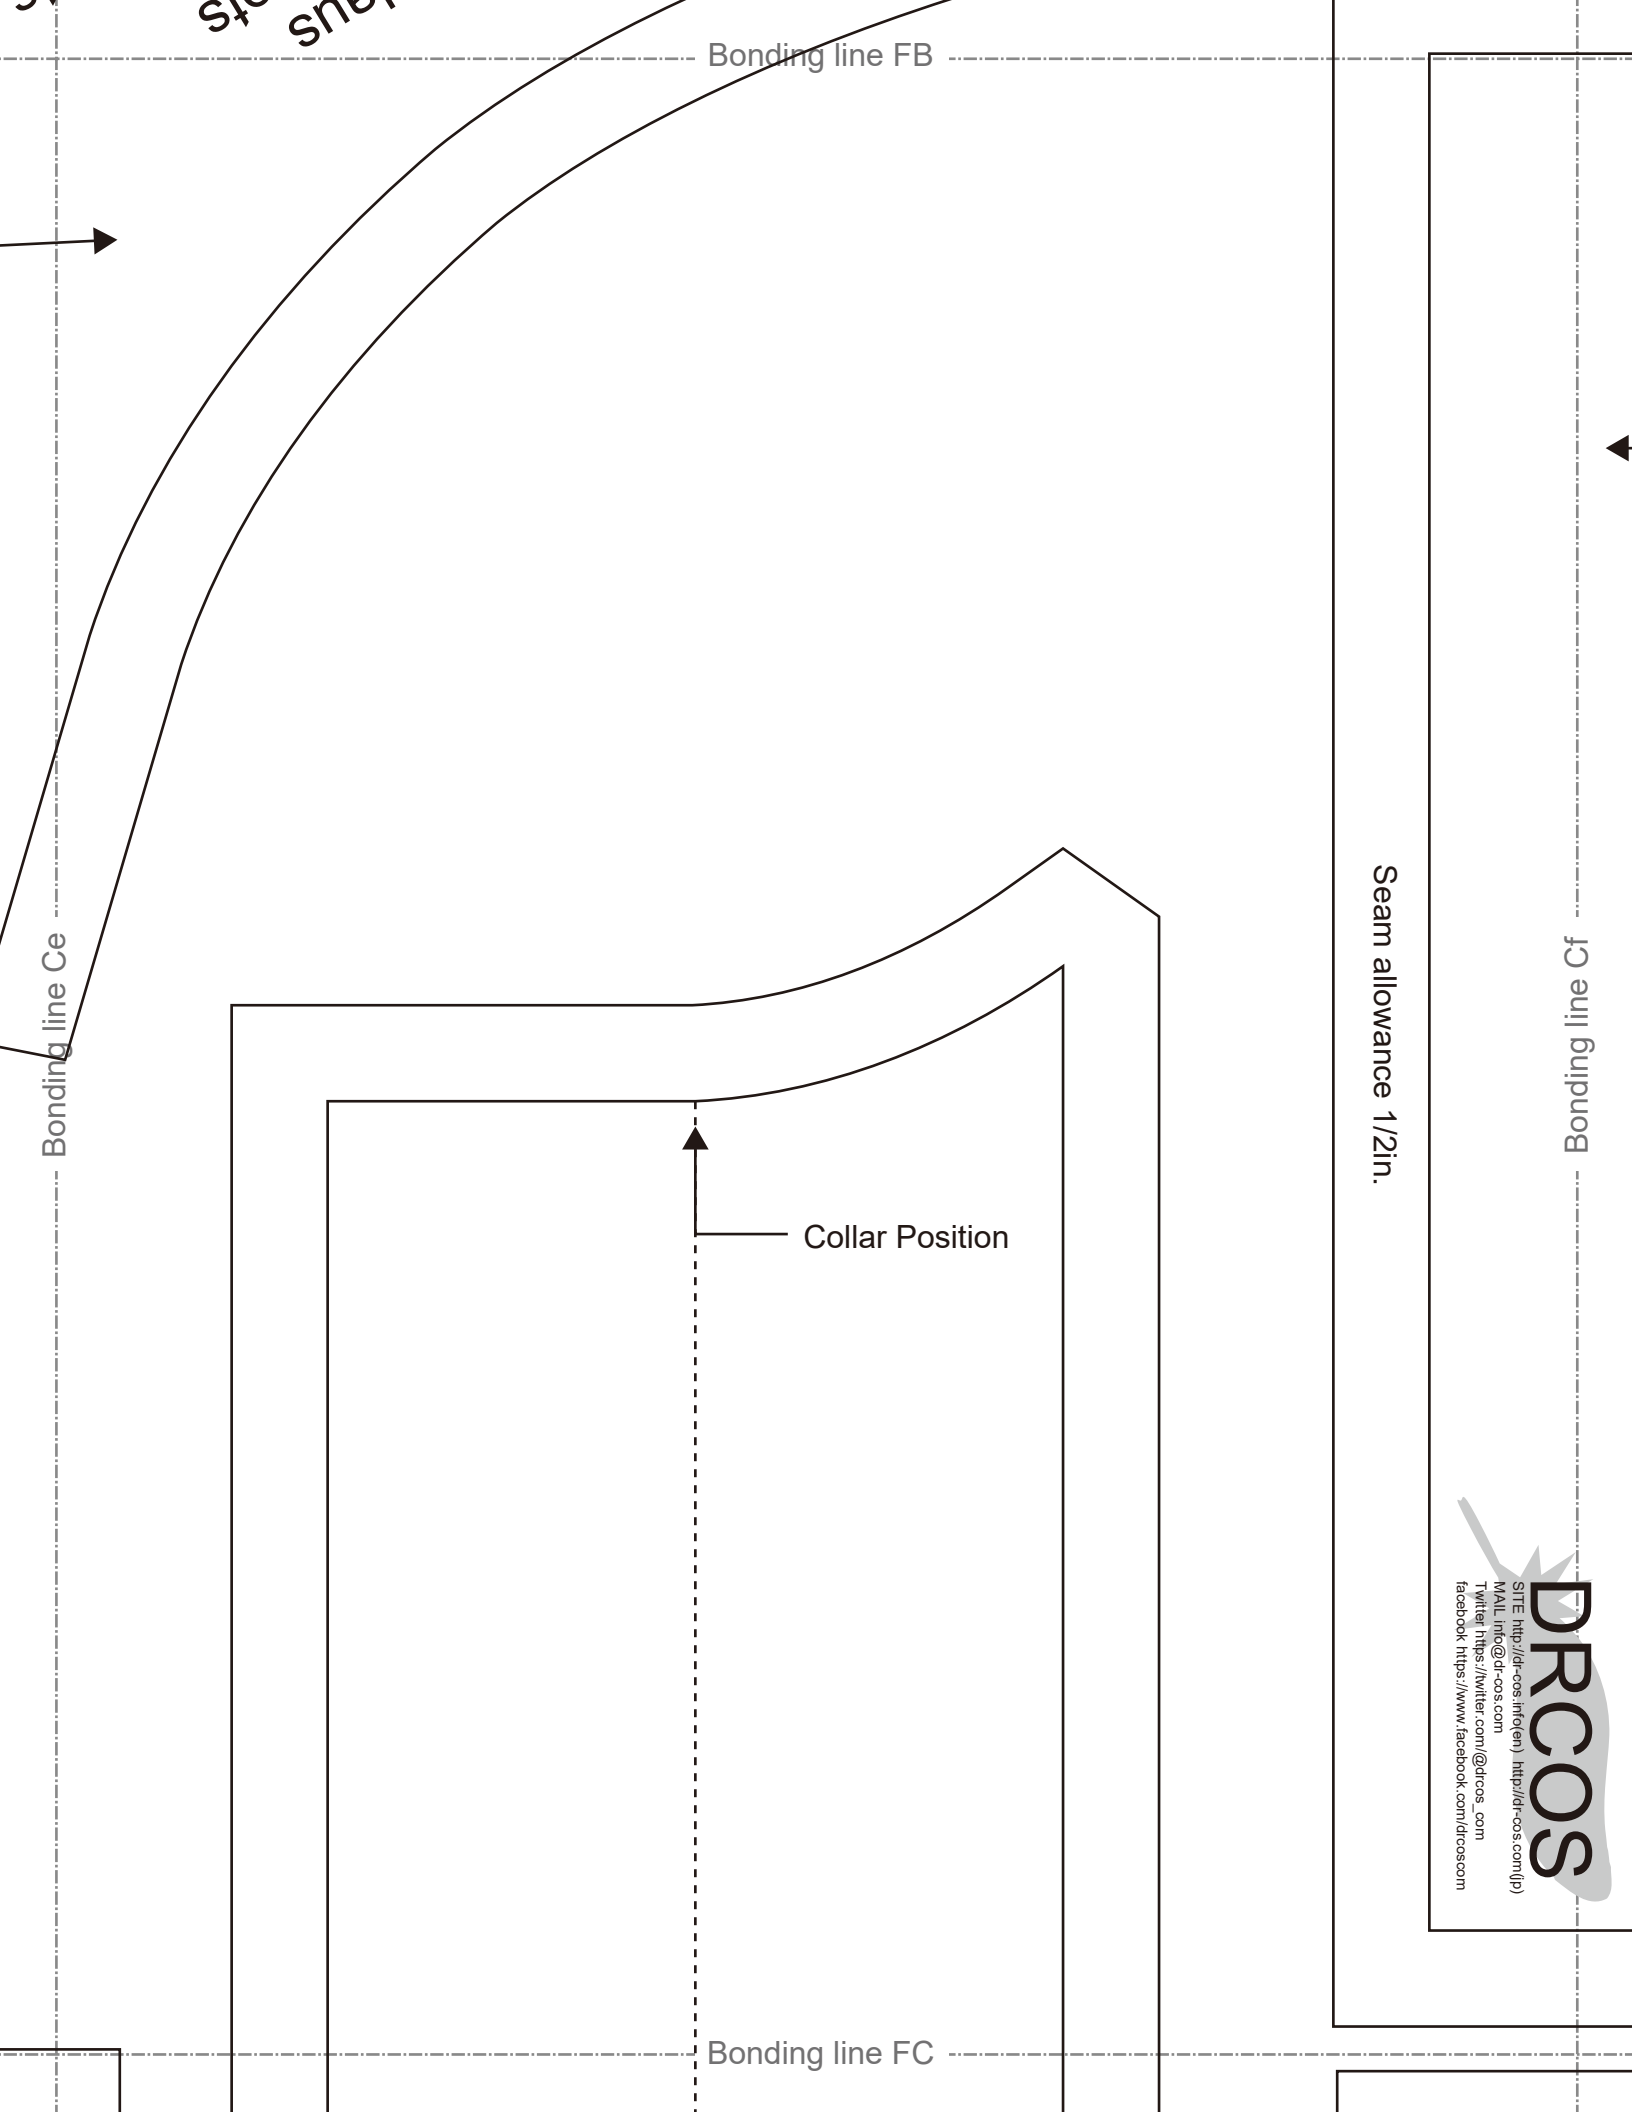 Bonding line FB
Bonding line Ce
Seam allowance 1/2in.
Bonding line Cf
Collar Position
DRCOS
SITE http://dr-cos.info(en) http://dr-cos.com(jp)
MAIL info@dr-cos.com
Twitter https://twitter.com/@drcos_com
facebook https://www.facebook.com/drcoscom
Bonding line FC